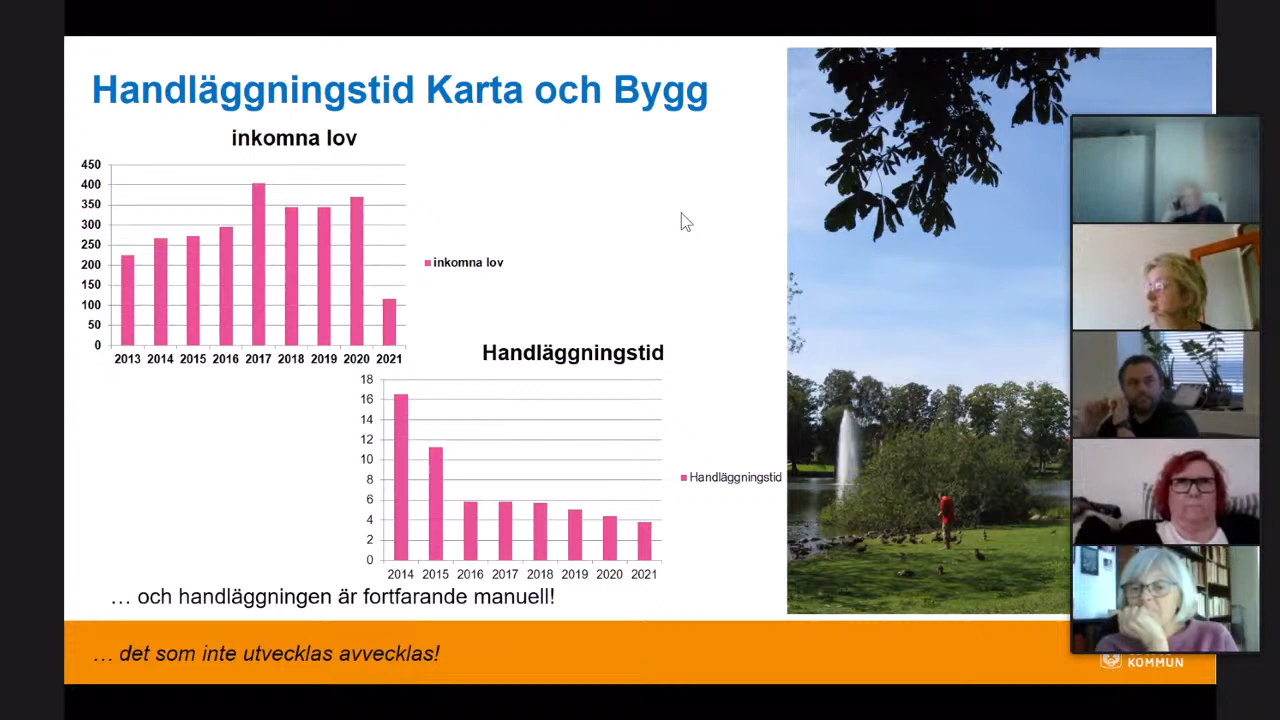 Handläggningstid Karta och Bygg
inkomna lov
450
400
350
300
250
200
150
100
50
0
2013 2014 2015 2016 2017 2018 2019 2020 2021
inkomna lov
Handläggningstid
18
16
14
12
10
8
6
4
2
0
2014 2015 2016 2017 2018 2019 2020 2021
Handläggningstid
… och handläggningen är fortfarande manuell!
… det som inte utvecklas avvecklas!
KOMMUN